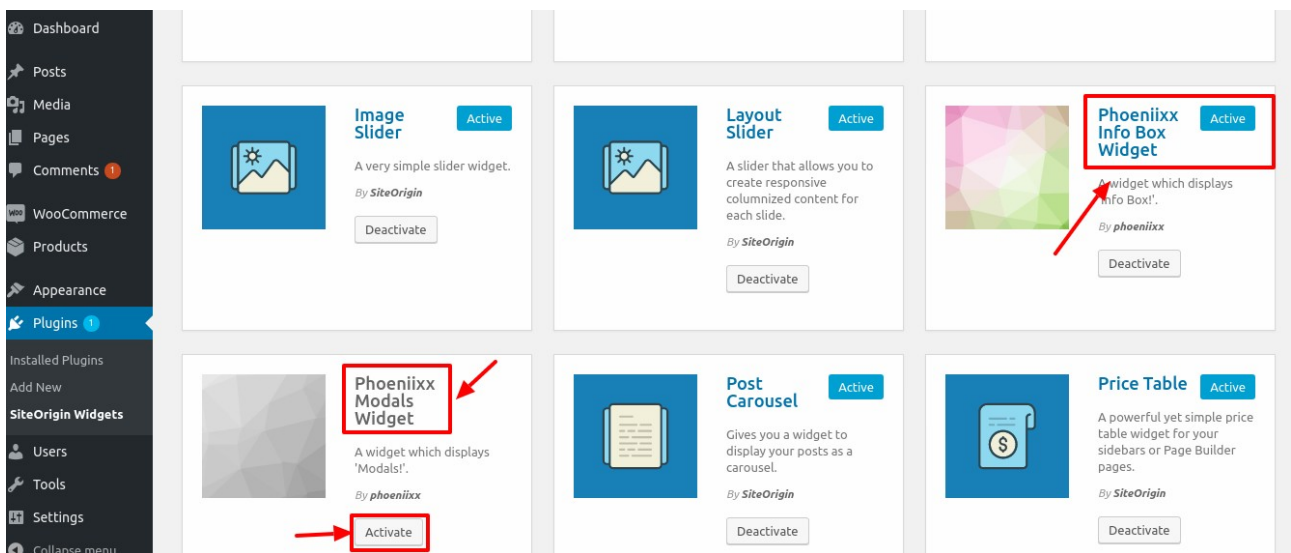 Dashboard
Posts
Media
Pages
Comments 1
WooCommerce
Products
Appearance
Plugins 1
Installed Plugins
Add New
SiteOrigin Widgets
Users
Tools
Settings
Collapse menu
Image
Slider
Active
A very simple slider widget.
By SiteOrigin
Deactivate
Layout
Slider
Active
A slider that allows you to
create responsive
columnized content for
each slide.
By SiteOrigin
Deactivate
Phoeniixx
Info Box
Widget
Active
A widget which displays
'Info Box!'.
By phoeniixx
Deactivate
Phoeniixx
Modals
Widget
A widget which displays
'Modals!'.
By phoeniixx
Activate
Post
Carousel
Active
Gives you a widget to
display your posts as a
carousel.
By SiteOrigin
Deactivate
Price Table
Active
A powerful yet simple price
table widget for your
sidebars or Page Builder
pages.
By SiteOrigin
Deactivate